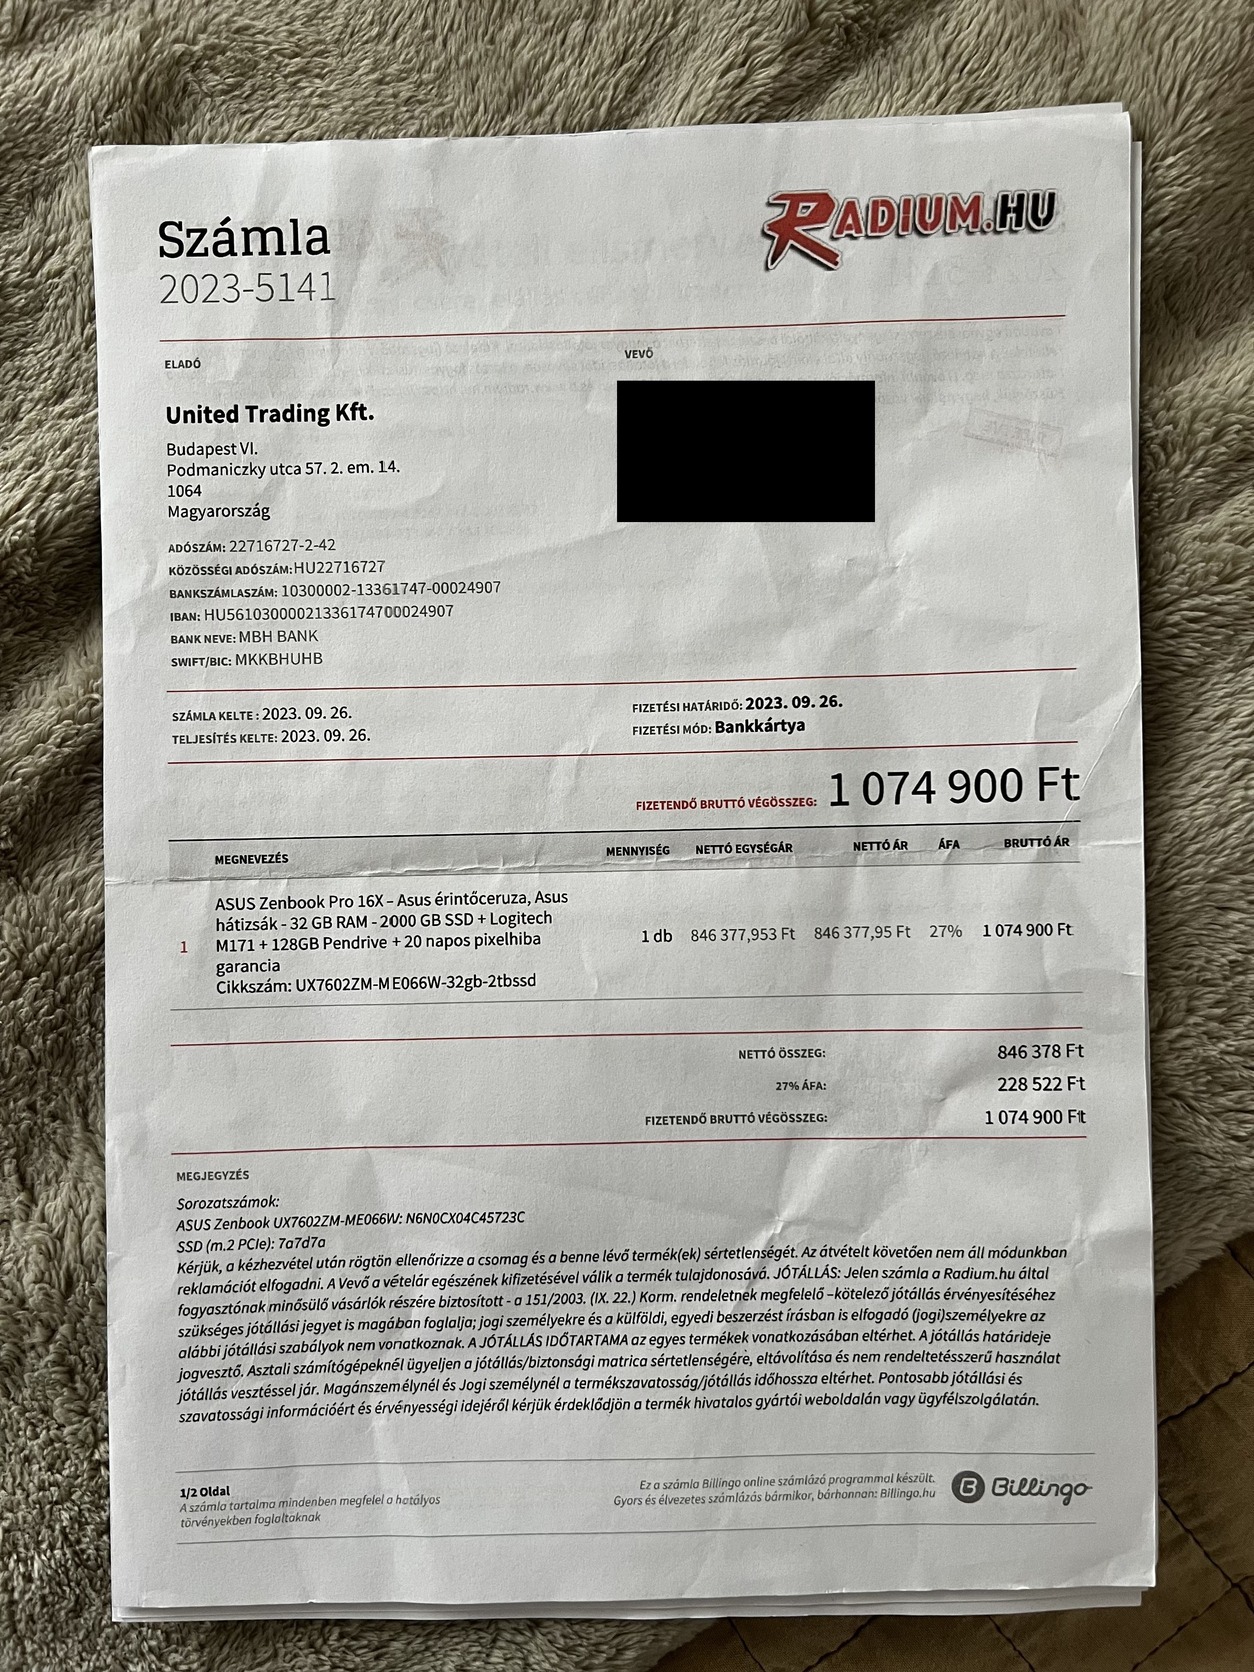 Számla
2023-5141
RADIUM.HU
ELADÓ
United Trading Kft.
Budapest VI.
Podmaniczky utca 57. 2. em. 14.
1064
Magyarország
ADÓSZÁM: 22716727-2-42
KÖZÖSSÉGI ADÓSZÁM:HU22716727
BANKSZÁMLASZÁM: 10300002-13361747-00024907
IBAN: HU56103000021336174700024907
BANK NEVE: MBH BANK
SWIFT/BIC: MKKBHUHB
VEVŐ
SZÁMLA KELTE : 2023. 09. 26.
TELJESÍTÉS KELTE: 2023. 09. 26.
FIZETÉSI HATÁRIDŐ: 2023. 09. 26.
FIZETÉSI MÓD: Bankkártya
FIZETENDŐ BRUTTÓ VÉGÖSSZEG: 1 074 900 Ft
MEGNEVEZÉS MENNYISÉG NETTÓ EGYSÉGÁR NETTÓ ÁR ÁFA BRUTTÓ ÁR
ASUS Zenbook Pro 16X – Asus érintőceruza, Asus
hátizsák - 32 GB RAM - 2000 GB SSD + Logitech
1 M171 + 128GB Pendrive + 20 napos pixelhiba 1 db 846 377,953 Ft 846 377,95 Ft 27% 1 074 900 Ft
garancia
Cikkszám: UX7602ZM-ME066W-32gb-2tbssd
NETTÓ ÖSSZEG: 846 378 Ft
27% ÁFA: 228 522 Ft
FIZETENDŐ BRUTTÓ VÉGÖSSZEG: 1 074 900 Ft
MEGJEGYZÉS
Sorozatszámok:
ASUS Zenbook UX7602ZM-ME066W: N6N0CX04C45723C
SSD (m.2 PCIe): 7a7d7a
Kérjük, a kézhezvétel után rögtön ellenőrizze a csomag és a benne lévő termék(ek) sértetlenségét. Az átvételt követően nem áll módunkban
reklamációt elfogadni. A Vevő a vételár egészének kifizetésével válik a termék tulajdonosává. JÓTÁLLÁS: Jelen számla a Radium.hu által
fogyasztónak minősülő vásárlók részére biztosított - a 151/2003. (IX. 22.) Korm. rendeletnek megfelelő –kötelező jótállás érvényesítéséhez
szükséges jótállási jegyet is magában foglalja; jogi személyekre és a külföldi, egyedi beszerzést írásban is elfogadó (jogi)személyekre az
alábbi jótállási szabályok nem vonatkoznak. A JÓTÁLLÁS IDŐTARTAMA az egyes termékek vonatkozásában eltérhet. A jótállás határideje
jogvesztő. Asztali számítógépeknél ügyeljen a jótállás/biztonsági matrica sértetlenségére, eltávolítása és nem rendeltetésszerű használat
jótállás vesztéssel jár. Magánszemélynél és Jogi személynél a termékszavatosság/jótállás időhossza eltérhet. Pontosabb jótállási és
szavatossági információért és érvényességi idejéről kérjük érdeklődjön a termék hivatalos gyártói weboldalán vagy ügyfélszolgálatán.
1/2 Oldal
A számla tartalma mindenben megfelel a hatályos
törvényekben foglaltaknak
Ez a számla Billingo online számlázó programmal készült.
Gyors és élvezetes számlázás bármikor, bárhonnan: Billingo.hu
B Billingo